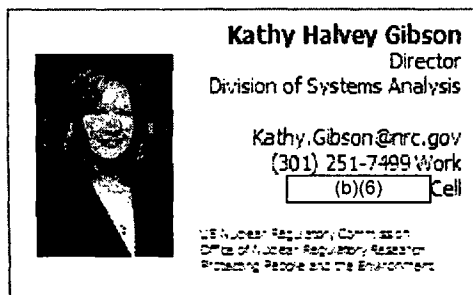 Kathy Halvey Gibson
Director
Division of Systems Analysis
Kathy.Gibson@nrc.gov
(301) 251-7499 Work
(b)(6) Cell
US Nuclear Regulatory Commission
Office of Nuclear Regulatory Research
Protecting People and the Environment